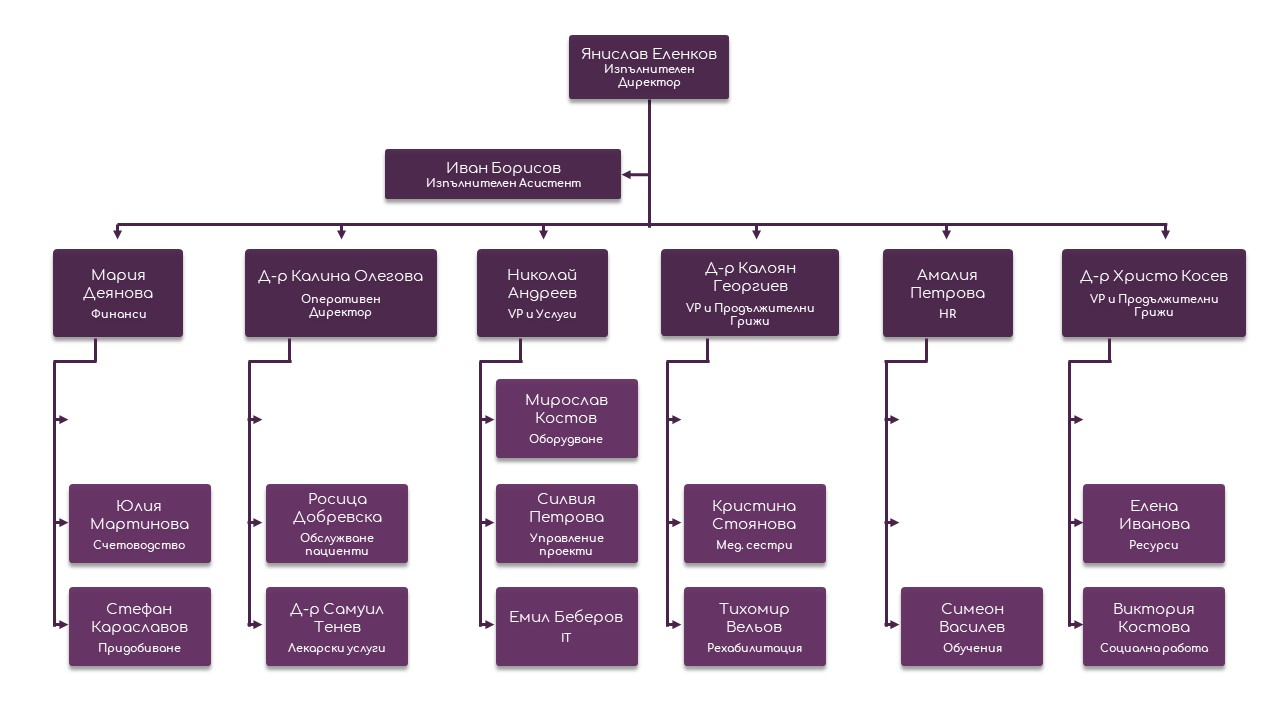 Янислав Еленков
Изпълнителен
Директор
Иван Борисов
Изпълнителен Асистент
Мария
Деянова
Финанси
Д-р Калина Олегова
Оперативен
Директор
Николай
Андреев
VP и Услуги
Д-р Калоян
Георгиев
VP и Продължителни
Грижи
Амалия
Петрова
HR
Д-р Христо Косев
VP и Продължителни
Грижи
Мирослав
Костов
Оборудване
Юлия
Мартинова
Счетоводство
Росица
Добревска
Обслужване
пациенти
Силвия
Петрова
Управление
проекти
Кристина
Стоянова
Мед. сестри
Елена
Иванова
Ресурси
Стефан
Караславов
Придобиване
Д-р Самуил
Тенев
Лекарски услуги
Емил Беберов
IT
Тихомир
Вельов
Рехабилитация
Симеон
Василев
Обучения
Виктория
Костова
Социална работа